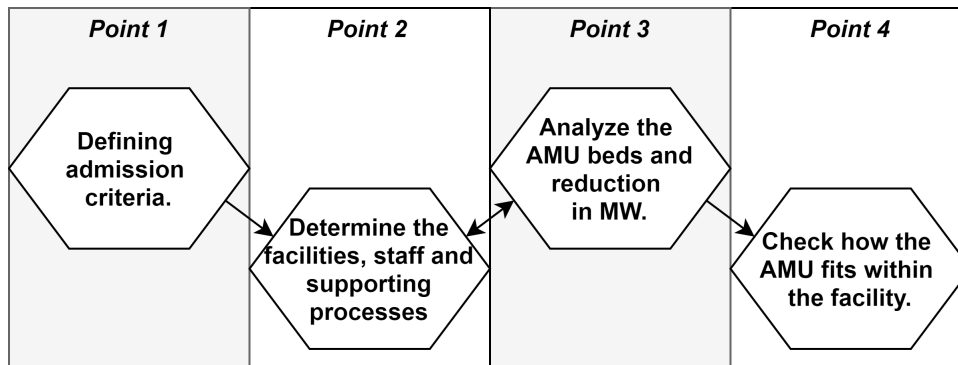 Point 1
Point 2
Point 3
Point 4
Defining
admission
criteria.
Determine the
facilities, staff and
supporting
processes
Analyze the
AMU beds and
reduction
in MW.
Check how the
AMU fits within
the facility.